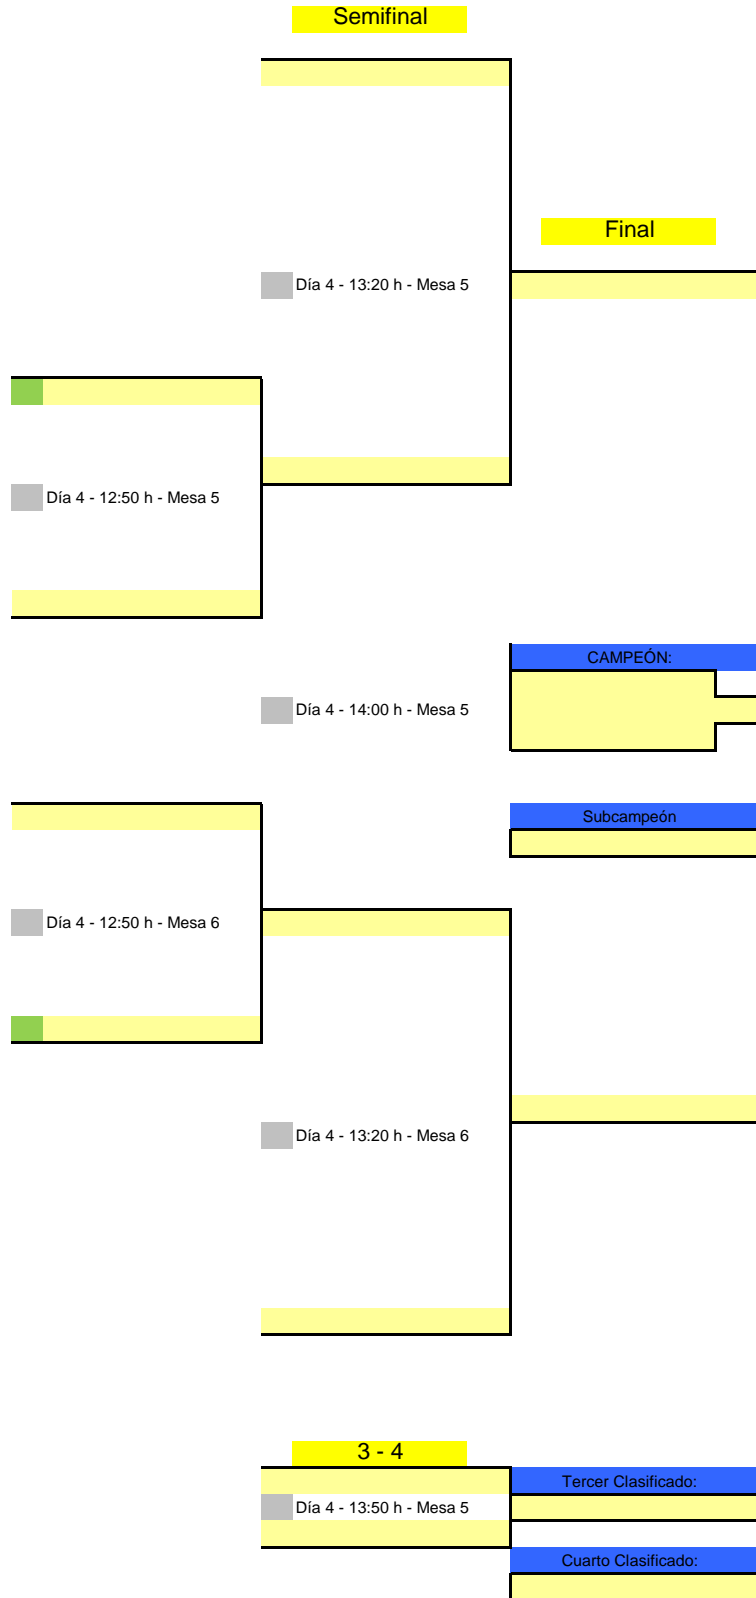 Semifinal
Final
Día 4 - 13:20 h - Mesa 5
Día 4 - 12:50 h - Mesa 5
CAMPEÓN:
Día 4 - 14:00 h - Mesa 5
Subcampeón
Día 4 - 12:50 h - Mesa 6
Día 4 - 13:20 h - Mesa 6
3 - 4
Tercer Clasificado:
Día 4 - 13:50 h - Mesa 5
Cuarto Clasificado: